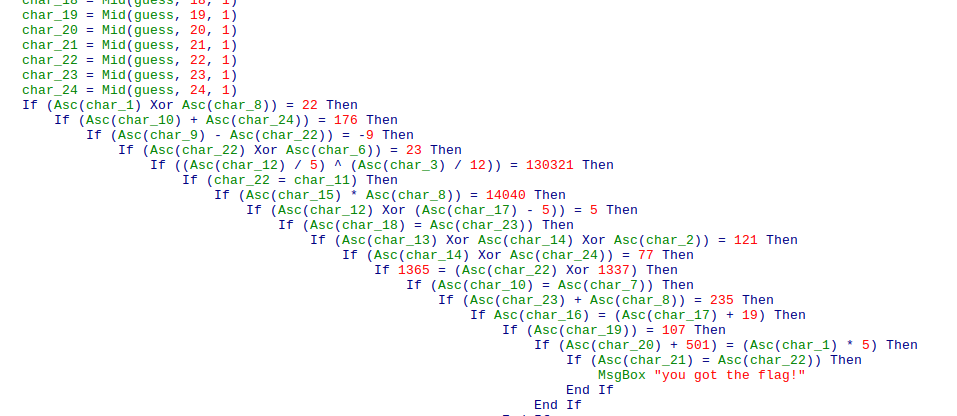 char_18 = Mid(guess, 18, 1)
char_19 = Mid(guess, 19, 1)
char_20 = Mid(guess, 20, 1)
char_21 = Mid(guess, 21, 1)
char_22 = Mid(guess, 22, 1)
char_23 = Mid(guess, 23, 1)
char_24 = Mid(guess, 24, 1)
If (Asc(char_1) Xor Asc(char_8)) = 22 Then
If (Asc(char_10) + Asc(char_24)) = 176 Then
If (Asc(char_9) - Asc(char_22)) = -9 Then
If (Asc(char_22) Xor Asc(char_6)) = 23 Then
If ((Asc(char_12) / 5) ^ (Asc(char_3) / 12)) = 130321 Then
If (char_22 = char_11) Then
If (Asc(char_15) * Asc(char_8)) = 14040 Then
If (Asc(char_12) Xor (Asc(char_17) - 5)) = 5 Then
If (Asc(char_18) = Asc(char_23)) Then
If (Asc(char_13) Xor Asc(char_14) Xor Asc(char_2)) = 121 Then
If (Asc(char_14) Xor Asc(char_24)) = 77 Then
If 1365 = (Asc(char_22) Xor 1337) Then
If (Asc(char_10) = Asc(char_7)) Then
If (Asc(char_23) + Asc(char_8)) = 235 Then
If Asc(char_16) = (Asc(char_17) + 19) Then
If (Asc(char_19)) = 107 Then
If (Asc(char_20) + 501) = (Asc(char_1) * 5) Then
If (Asc(char_21) = Asc(char_22)) Then
MsgBox "you got the flag!"
End If
End If
End If